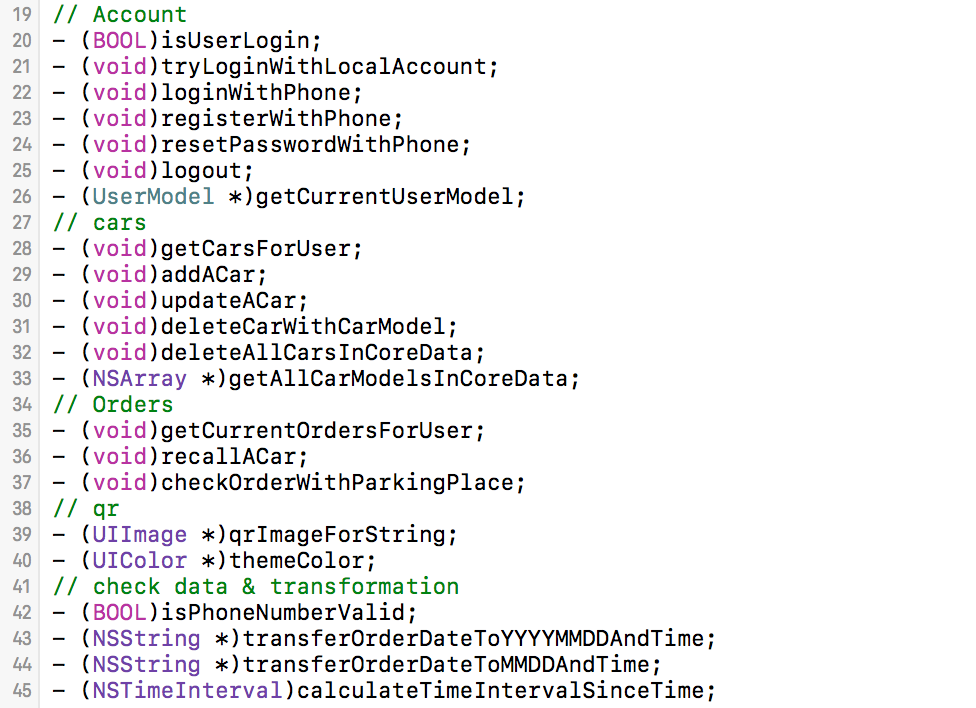 19 // Account
20 - (BOOL)isUserLogin;
21 - (void)tryLoginWithLocalAccount;
22 - (void)loginWithPhone;
23 - (void)registerWithPhone;
24 - (void)resetPasswordWithPhone;
25 - (void)logout;
26 - (UserModel *)getCurrentUserModel;
27 // cars
28 - (void)getCarsForUser;
29 - (void)addACar;
30 - (void)updateACar;
31 - (void)deleteCarWithCarModel;
32 - (void)deleteAllCarsInCoreData;
33 - (NSArray *)getAllCarModelsInCoreData;
34 // Orders
35 - (void)getCurrentOrdersForUser;
36 - (void)recallACar;
37 - (void)checkOrderWithParkingPlace;
38 // qr
39 - (UIImage *)qrImageForString;
40 - (UIColor *)themeColor;
41 // check data & transformation
42 - (BOOL)isPhoneNumberValid;
43 - (NSString *)transferOrderDateToYYYYMMDDAndTime;
44 - (NSString *)transferOrderDateToMMDDAndTime;
45 - (NSTimeInterval)calculateTimeIntervalSinceTime;